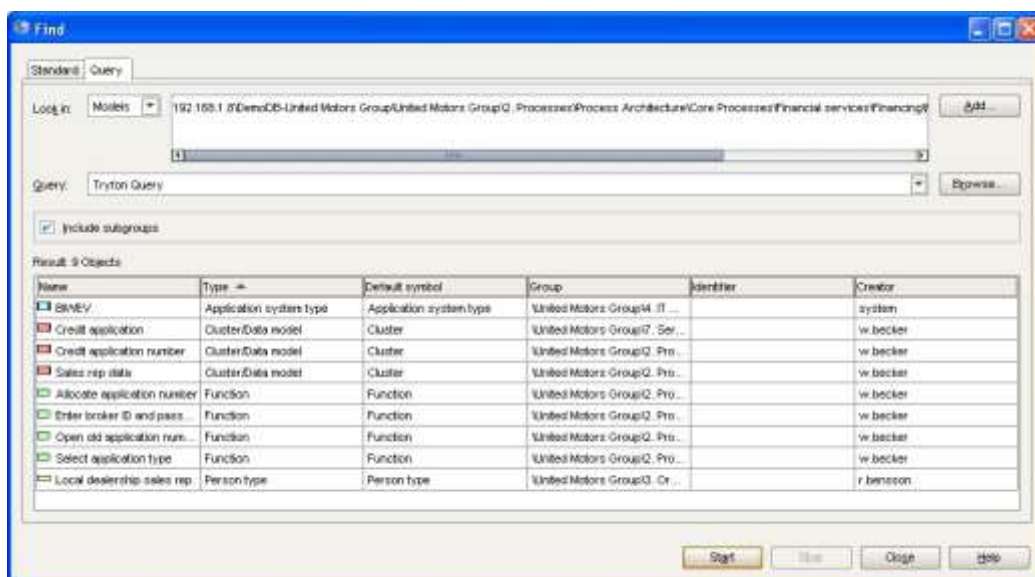 Find
Standard Query
Look in: Models 192.168.1.8\DemoDB-United Motors Group\United Motors Group\2. Processes\Process Architecture\Core Processes\Financial services\Financing\ Add...
Query: Tryton Query Browse...
Include subgroups
Result: 9 Objects
Name Type Default symbol Group Identifier Creator
Application system type Application system type \United Motors Group\4. IT ... system
Credit application Cluster/Data model Cluster \United Motors Group\7. Ser... w.becker
Credit application number Cluster/Data model Cluster \United Motors Group\2. Pro... w.becker
Sales rep data Cluster/Data model Cluster \United Motors Group\2. Pro... w.becker
Allocate application number Function Function \United Motors Group\2. Pro... w.becker
Enter broker ID and pass... Function Function \United Motors Group\2. Pro... w.becker
Open old application num... Function Function \United Motors Group\2. Pro... w.becker
Select application type Function Function \United Motors Group\2. Pro... w.becker
Local dealership sales rep Person type Person type \United Motors Group\3. Or... r.bensson
Start Stop Close Help